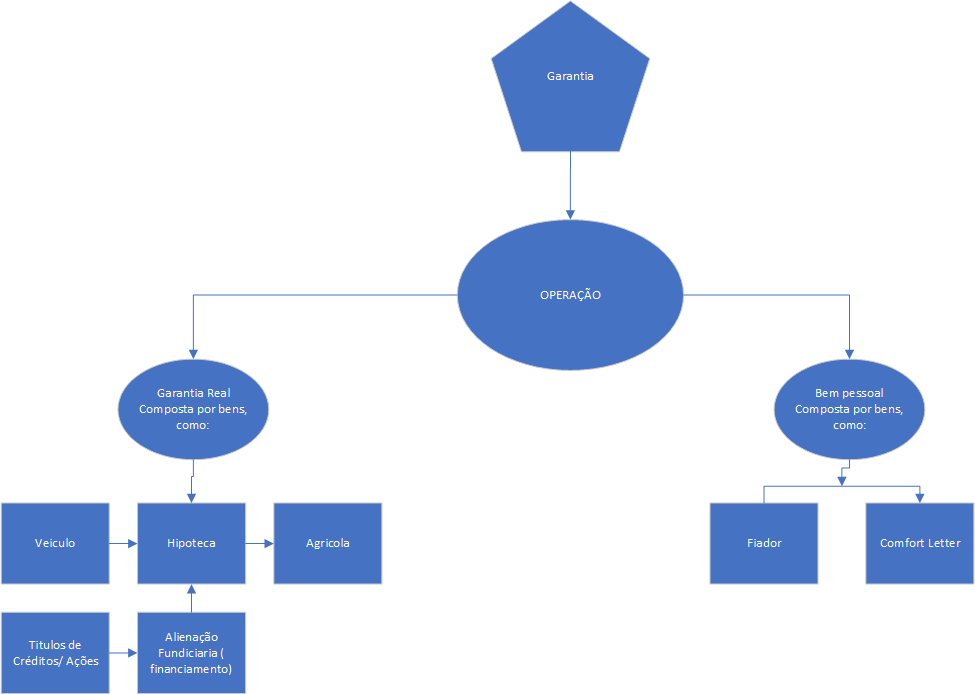 Garantia
OPERAÇÃO
Garantia Real
Composta por bens,
como:
Bem pessoal
Composta por bens,
como:
Veiculo
Hipoteca
Agricola
Fiador
Comfort Letter
Titulos de
Créditos/ Ações
Alienação
Fundiciaria (
financiamento)